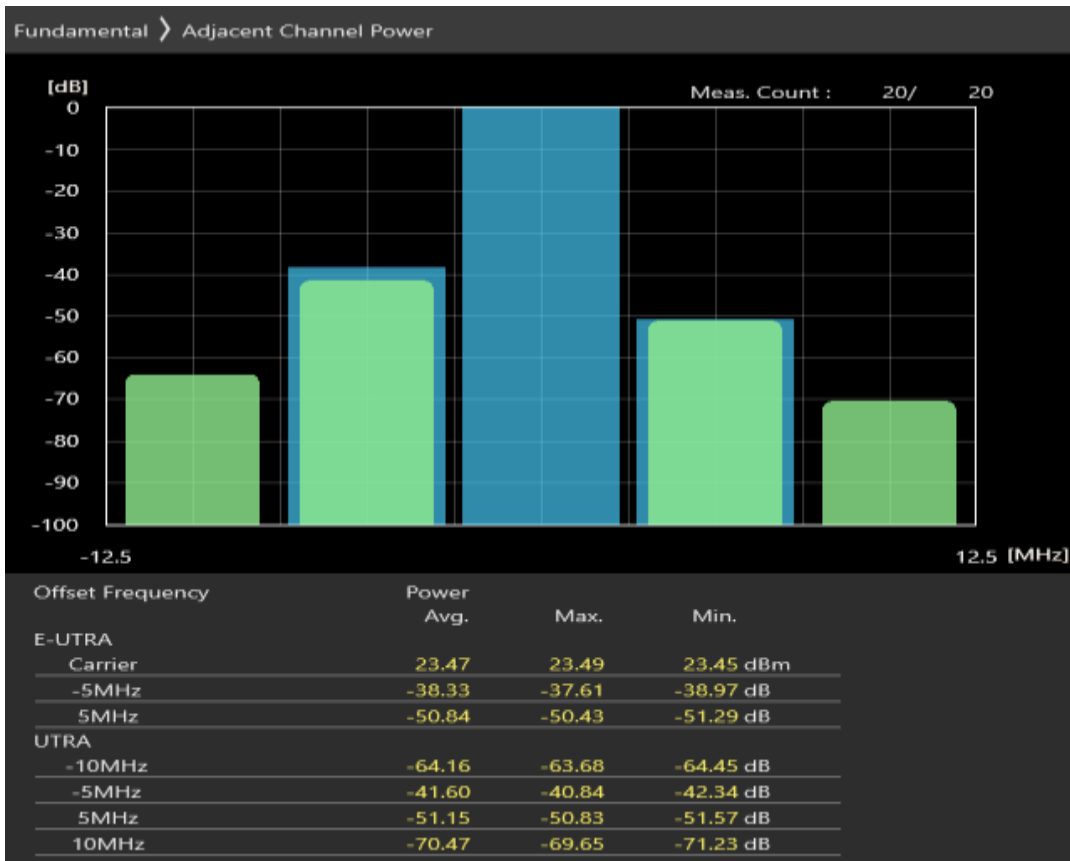 Fundamental 〉 Adjacent Channel Power
[dB]
Meas. Count : 20/ 20
0
-10
-20
-30
-40
-50
-60
-70
-80
-90
-100
-12.5 12.5 [MHz]
Offset Frequency Power
Avg. Max. Min.
E-UTRA
Carrier 23.47 23.49 23.45 dBm
-5MHz -38.33 -37.61 -38.97 dB
5MHz -50.84 -50.43 -51.29 dB
UTRA
-10MHz -64.16 -63.68 -64.45 dB
-5MHz -41.60 -40.84 -42.34 dB
5MHz -51.15 -50.83 -51.57 dB
10MHz -70.47 -69.65 -71.23 dB